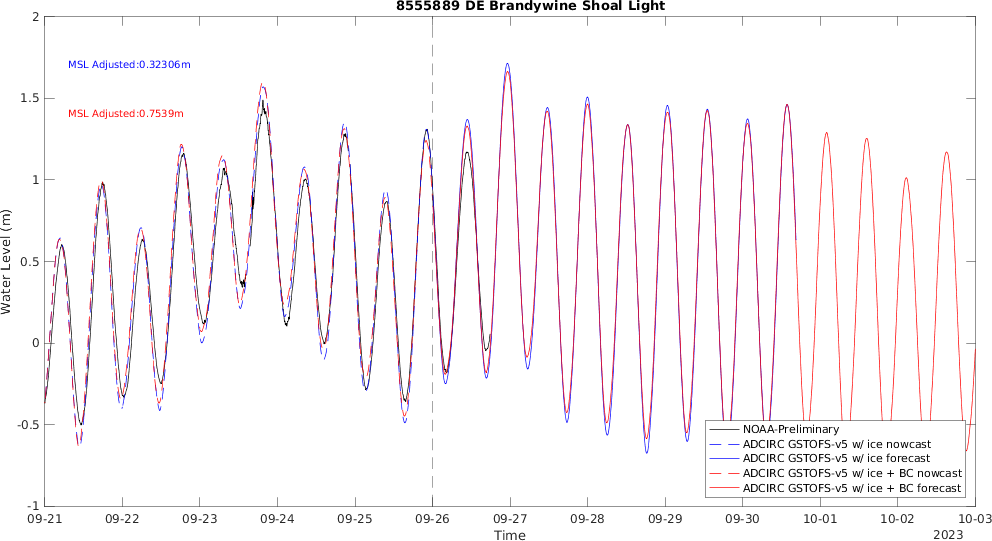 8555889 DE Brandywine Shoal Light
MSL Adjusted:0.32306m
MSL Adjusted:0.7539m
Water Level (m)
2
1.5
1
0.5
0
-0.5
-1
NOAA-Preliminary
ADCIRC GSTOFS-v5 w/ ice nowcast
ADCIRC GSTOFS-v5 w/ ice forecast
ADCIRC GSTOFS-v5 w/ ice + BC nowcast
ADCIRC GSTOFS-v5 w/ ice + BC forecast
09-21 09-22 09-23 09-24 09-25 09-26 09-27 09-28 09-29 09-30 10-01 10-02 10-03
Time
2023